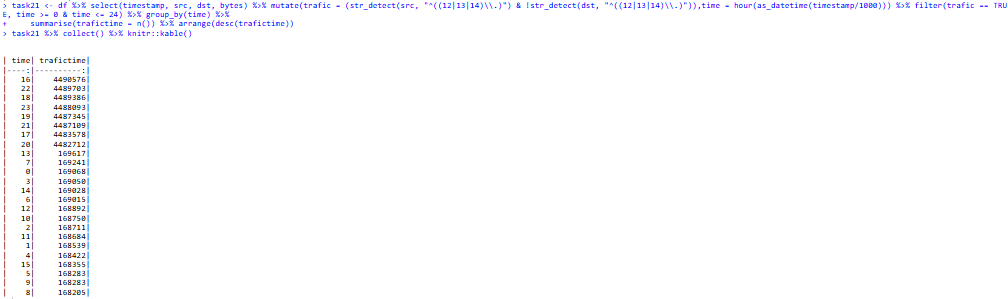 > task21 <- df %>% select(timestamp, src, dst, bytes) %>% mutate(trafic = (str_detect(src, "^((12|13|14)\\.)") & !str_detect(dst, "^((12|13|14)\\.)")),time = hour(as_datetime(timestamp/1000))) %>% filter(trafic == TRU
E, time >= 0 & time <= 24) %>% group_by(time) %>%
+ summarise(trafictime = n()) %>% arrange(desc(trafictime))
> task21 %>% collect() %>% knitr::kable()
| time| trafictime|
|----:|----------:|
| 16| 4490576|
| 22| 4489703|
| 18| 4489386|
| 23| 4488093|
| 19| 4487345|
| 21| 4487109|
| 17| 4483578|
| 20| 4482712|
| 13| 169617|
| 7| 169241|
| 0| 169068|
| 3| 169050|
| 14| 169028|
| 6| 169015|
| 12| 168892|
| 10| 168750|
| 2| 168711|
| 11| 168684|
| 1| 168539|
| 4| 168422|
| 15| 168355|
| 5| 168283|
| 9| 168283|
| 8| 168205|